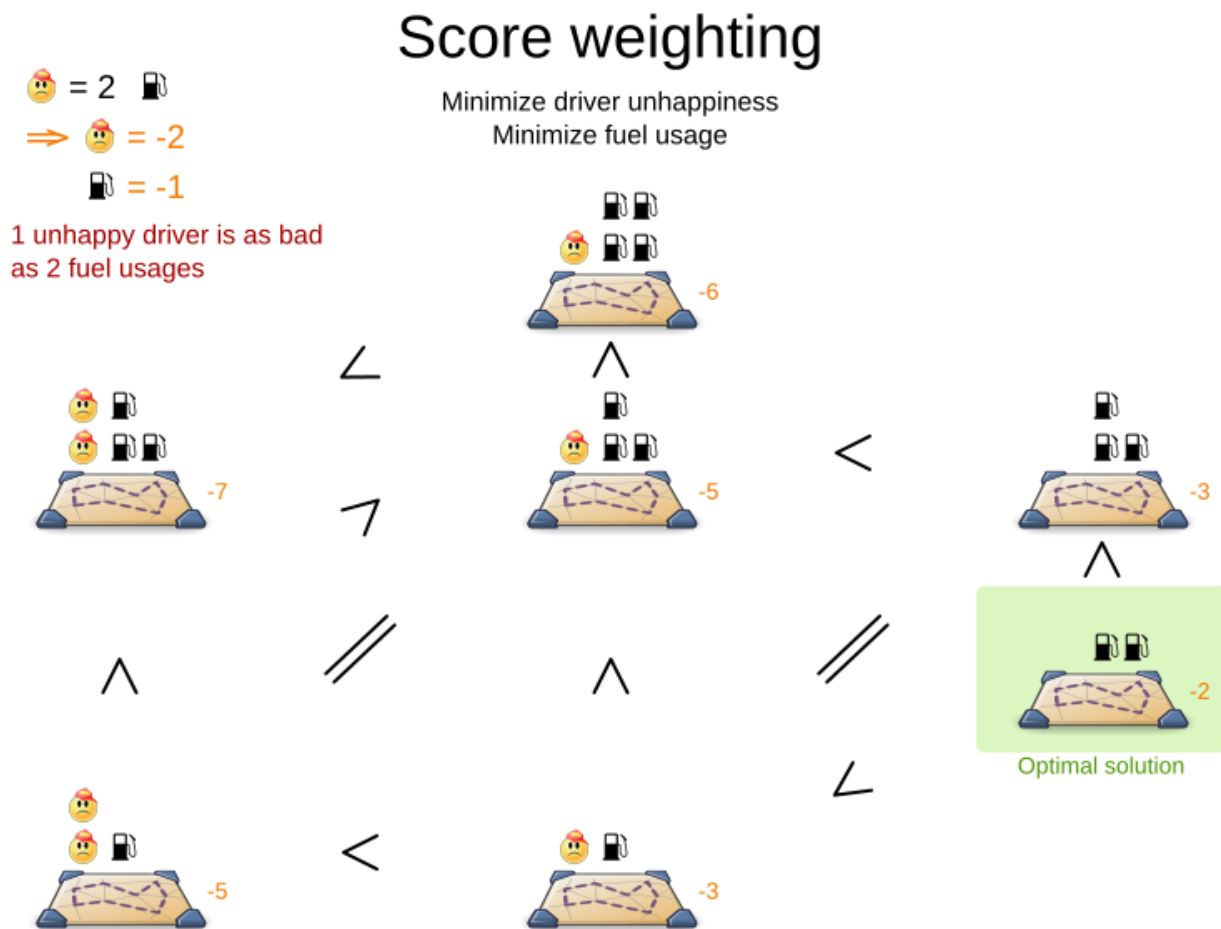 Score weighting
= 2
Minimize driver unhappiness
Minimize fuel usage
⇒ = -2
= -1
1 unhappy driver is as bad
as 2 fuel usages
-6
<
<
-7
-5
<
-3
<
<
//
//
<
<
-2
Optimal solution
<
-5
<
-3